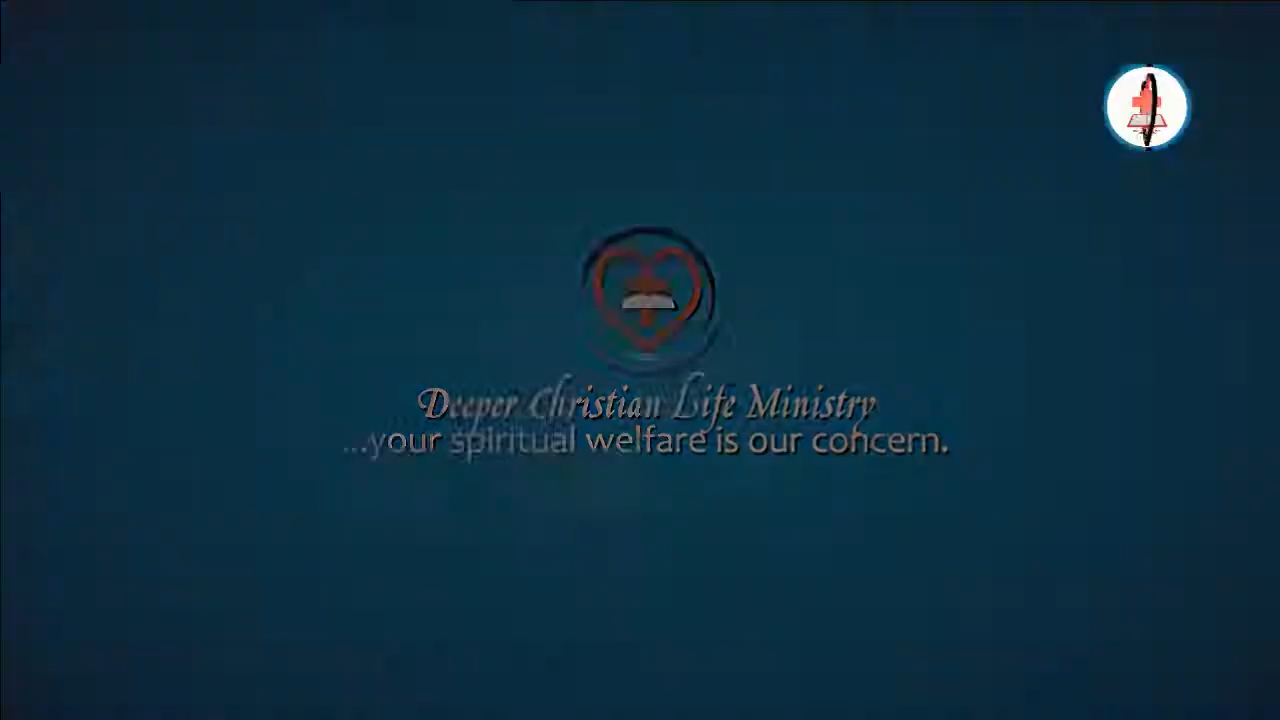 Deeper Christian Life Ministry
...your spiritual welfare is our concern.